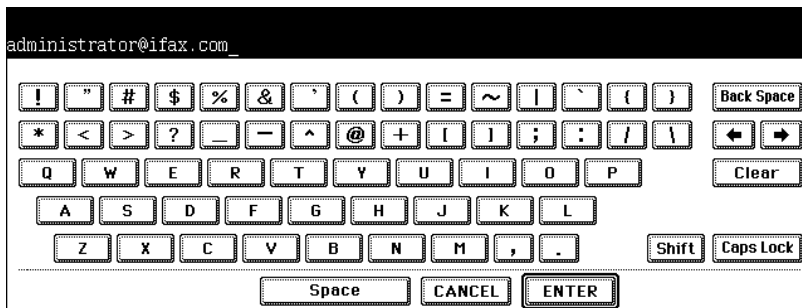 administrator@ifax.com_
! " # $ % & ' ( ) = ~ | ` { } Back Space
* < > ? _ - ^ @ + [ ] ; : / \ ← →
Q W E R T Y U I O P Clear
A S D F G H J K L
Z X C V B N M , . Shift Caps Lock
Space CANCEL ENTER